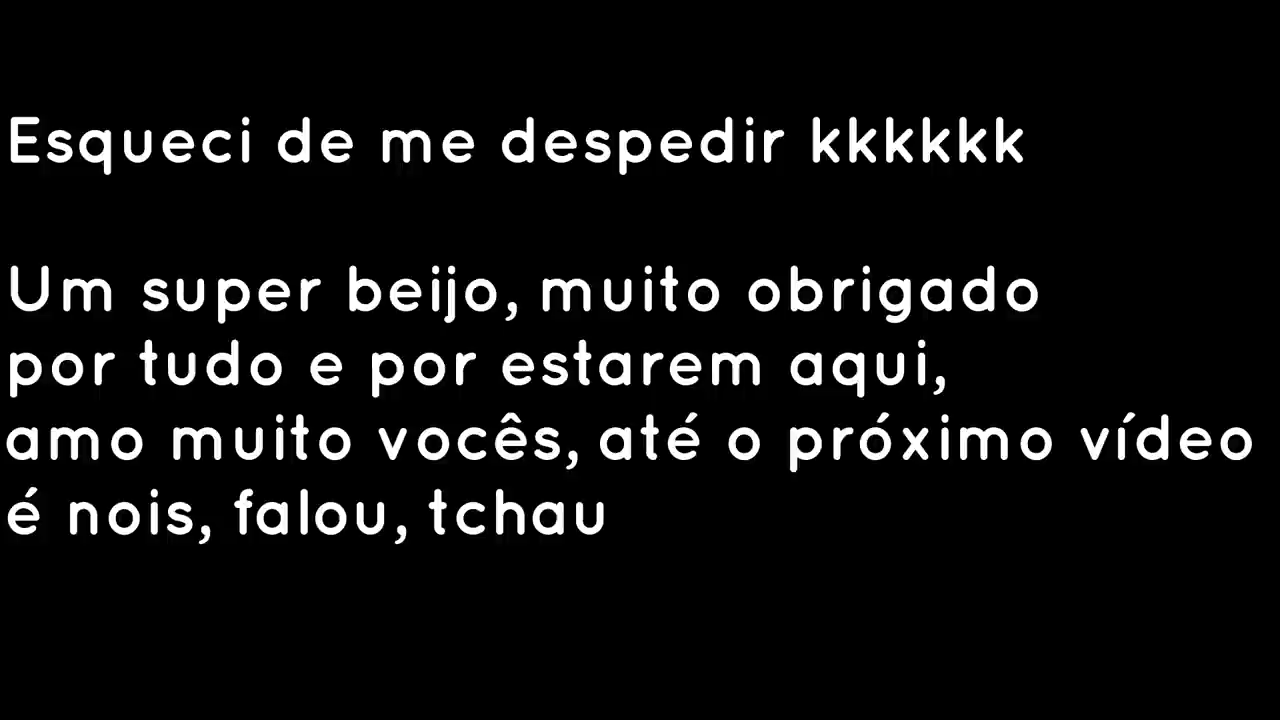 Esqueci de me despedir kkkkkk
Um super beijo, muito obrigado
por tudo e por estarem aqui,
amo muito vocês, até o próximo vídeo
é nois, falou, tchau